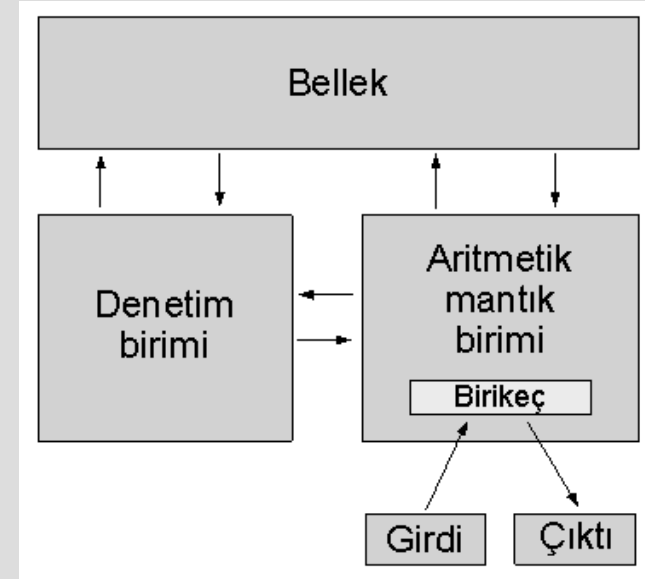 Bellek
Denetim
birimi
Aritmetik
mantık
birimi
Birikeç
Girdi
Çıktı